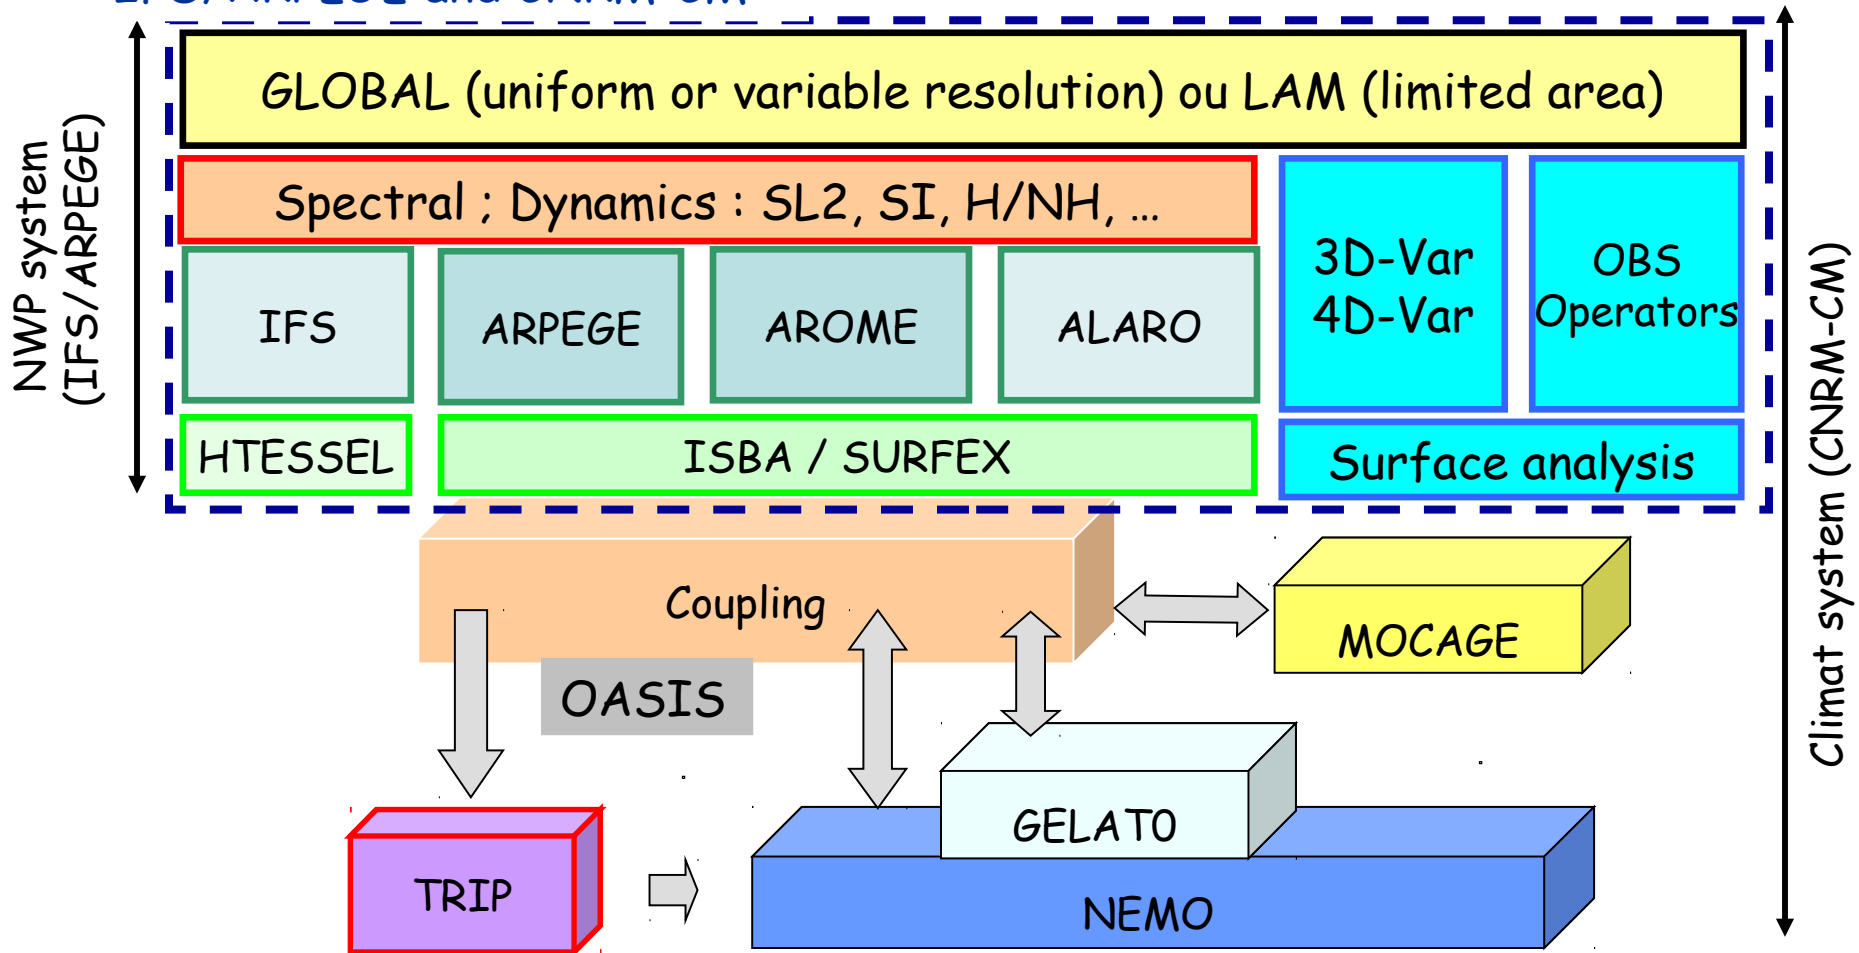 GLOBAL (uniform or variable resolution) ou LAM (limited area)
NWP system
(IFS/ARPEGE)
Spectral ; Dynamics : SL2, SI, H/NH, ...
3D-Var
4D-Var
OBS
Operators
IFS
ARPEGE
AROME
ALARO
HTESSEL
ISBA / SURFEX
Surface analysis
Climat system (CNRM-CM)
Coupling
MOCAGE
OASIS
GELATO
TRIP
NEMO